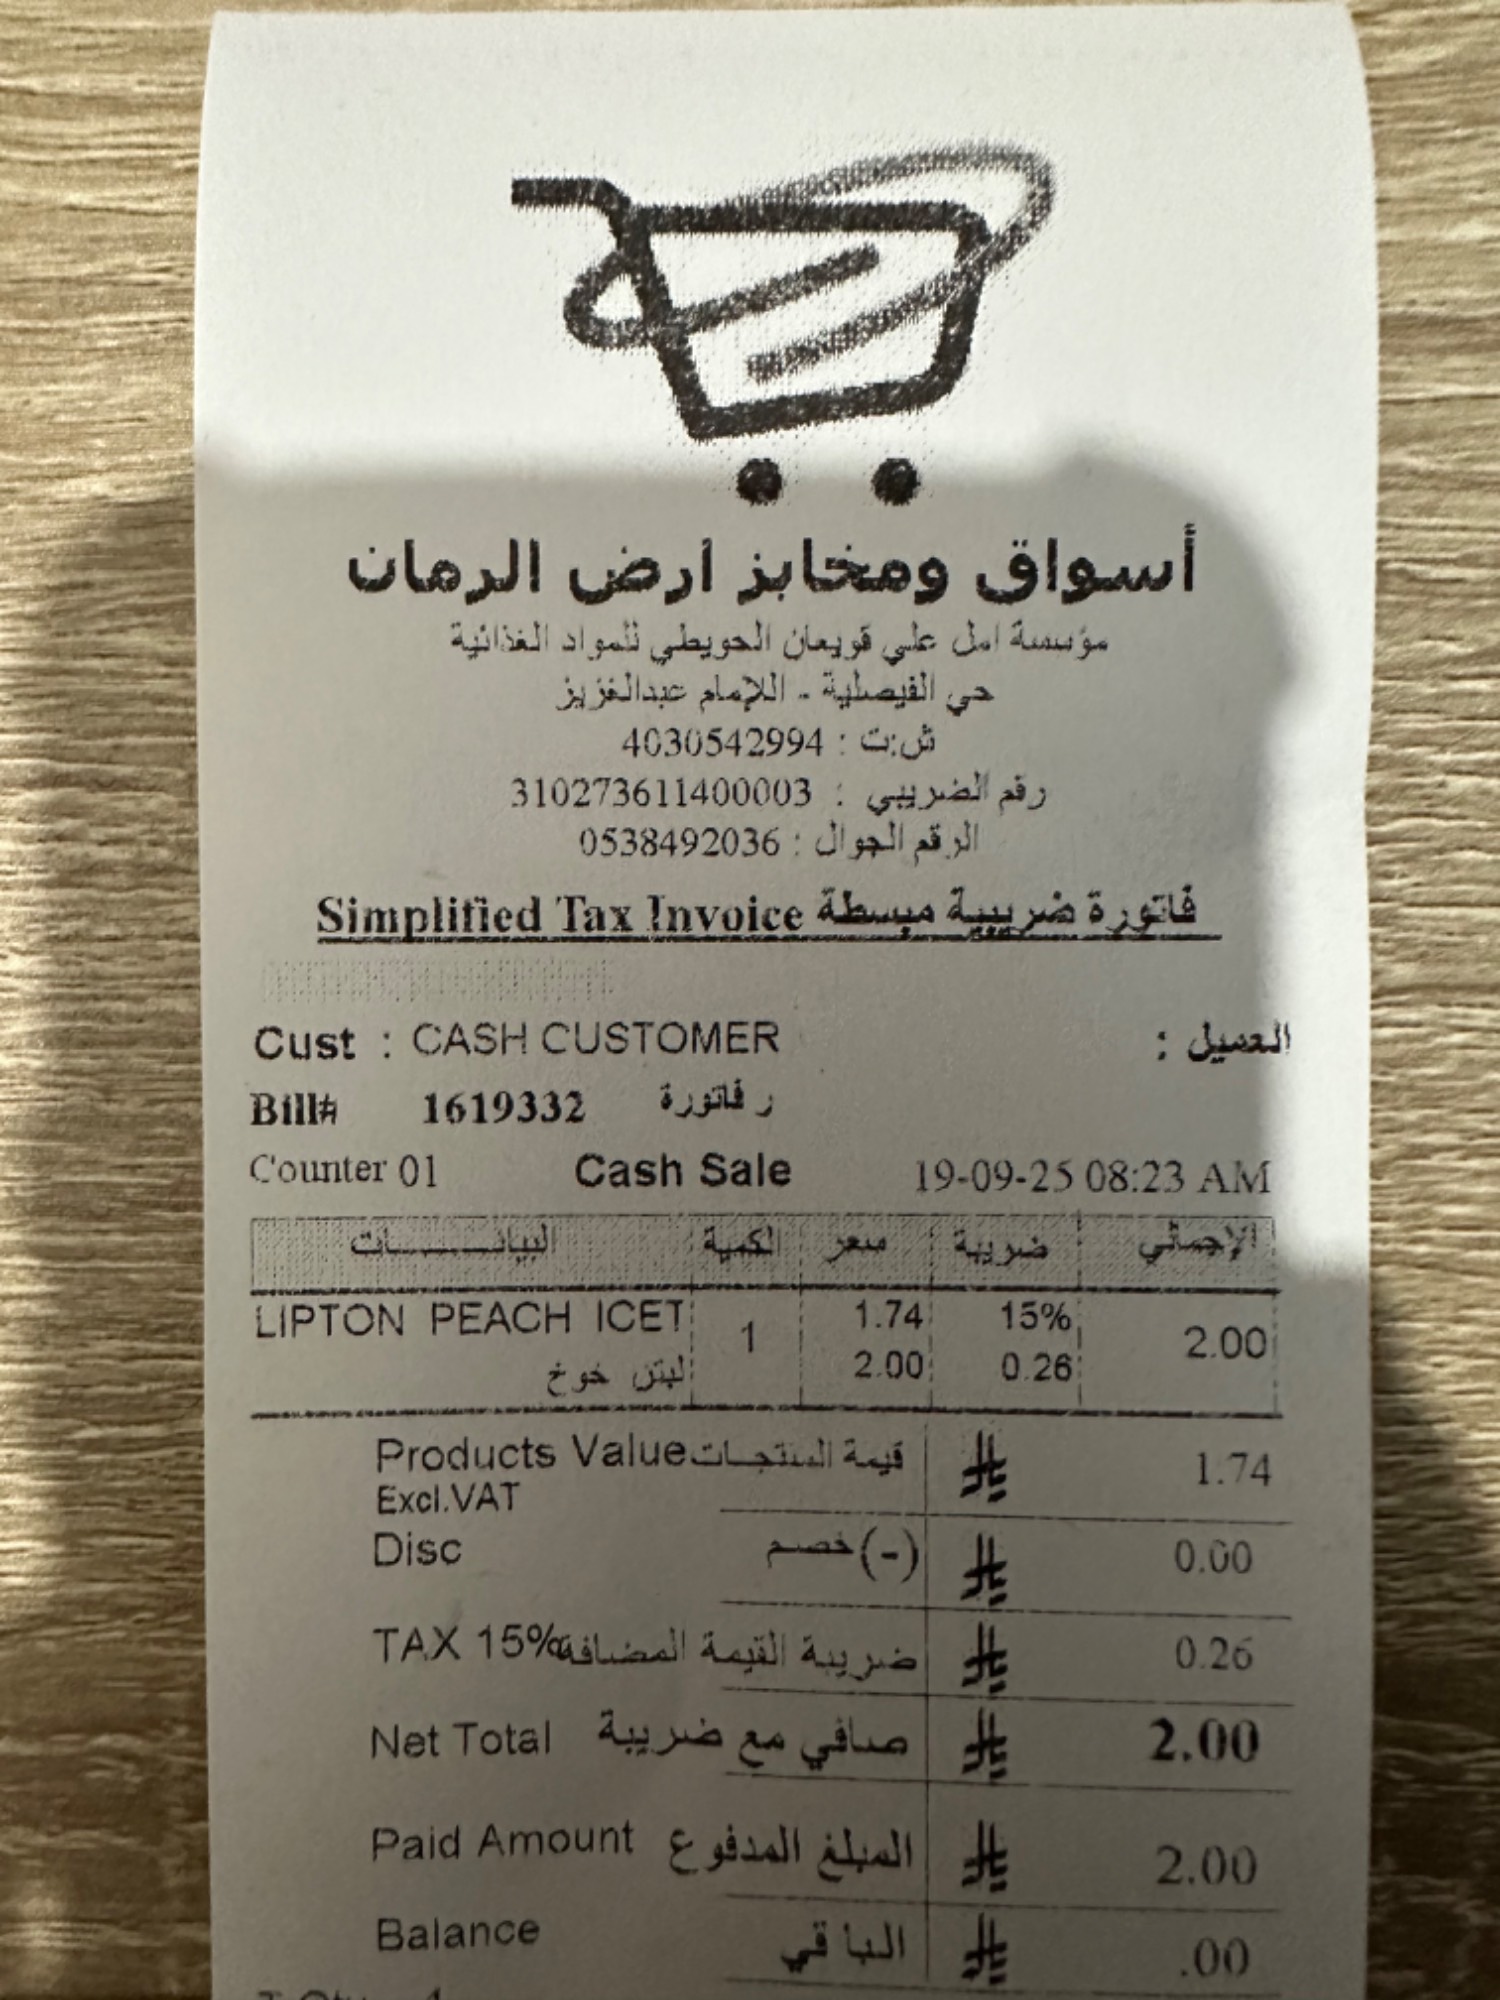 أسواق ومخابز أرض الرمان
مؤسسة امل علي قويعان الحويطي للمواد الغذائية
حي الفيصلية - اللإمام عبدالغزيز
ش:ت : 4030542994
رقم الضريبي : 310273611400003
الرقم الجوال : 0538492036
Simplified Tax Invoice فاتورة ضريبية مبسطة
Cust : CASH CUSTOMER العميل :
Bill# 1619332 ر فاتورة
Counter 01 Cash Sale 19-09-25 08:23 AM
البيانـــــــات الكمية سعر ضريبة الإجمالي
LIPTON PEACH ICET 1 1.74 15% 2.00
لبتن خوخ 2.00 0.26
Products Value قيمة المنتجـات 1.74
Excl.VAT
Disc خصم(-) 0.00
TAX 15% ضريبة القيمة المضافة 0.26
Net Total صافي مع ضريبة 2.00
Paid Amount المبلغ المدفوع 2.00
Balance الباقي .00